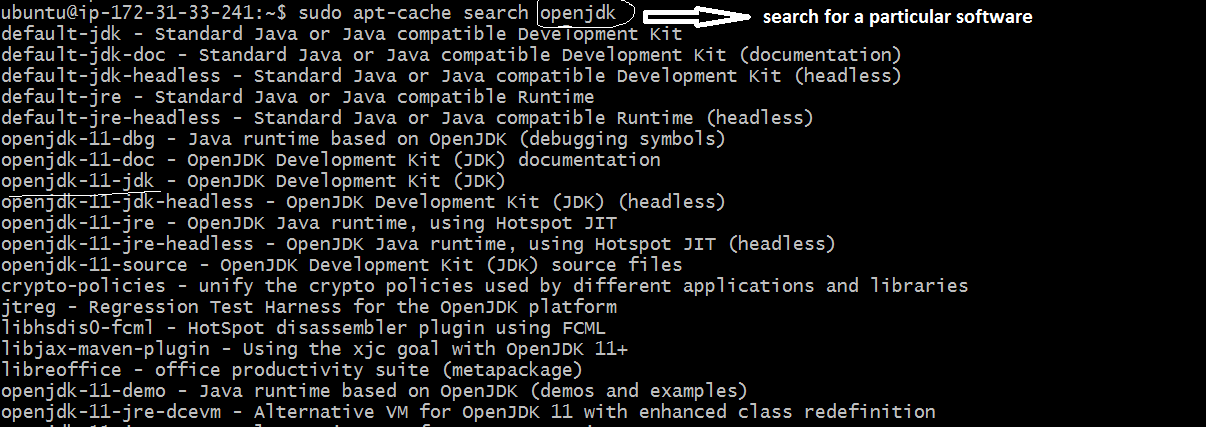 ubuntu@ip-172-31-33-241:~$ sudo apt-cache search openjdk search for a particular software
default-jdk - Standard Java or Java compatible Development Kit
default-jdk-doc - Standard Java or Java compatible Development Kit (documentation)
default-jdk-headless - Standard Java or Java compatible Development Kit (headless)
default-jre - Standard Java or Java compatible Runtime
default-jre-headless - Standard Java or Java compatible Runtime (headless)
openjdk-11-dbg - Java runtime based on OpenJDK (debugging symbols)
openjdk-11-doc - OpenJDK Development Kit (JDK) documentation
openjdk-11-jdk - OpenJDK Development Kit (JDK)
openjdk-11-jdk-headless - OpenJDK Development Kit (JDK) (headless)
openjdk-11-jre - OpenJDK Java runtime, using Hotspot JIT
openjdk-11-jre-headless - OpenJDK Java runtime, using Hotspot JIT (headless)
openjdk-11-source - OpenJDK Development Kit (JDK) source files
crypto-policies - unify the crypto policies used by different applications and libraries
jtreg - Regression Test Harness for the OpenJDK platform
libhsdis0-fcml - HotSpot disassembler plugin using FCML
libjax-maven-plugin - Using the xjc goal with OpenJDK 11+
libreoffice - office productivity suite (metapackage)
openjdk-11-demo - Java runtime based on OpenJDK (demos and examples)
openjdk-11-jre-dcevm - Alternative VM for OpenJDK 11 with enhanced class redefinition